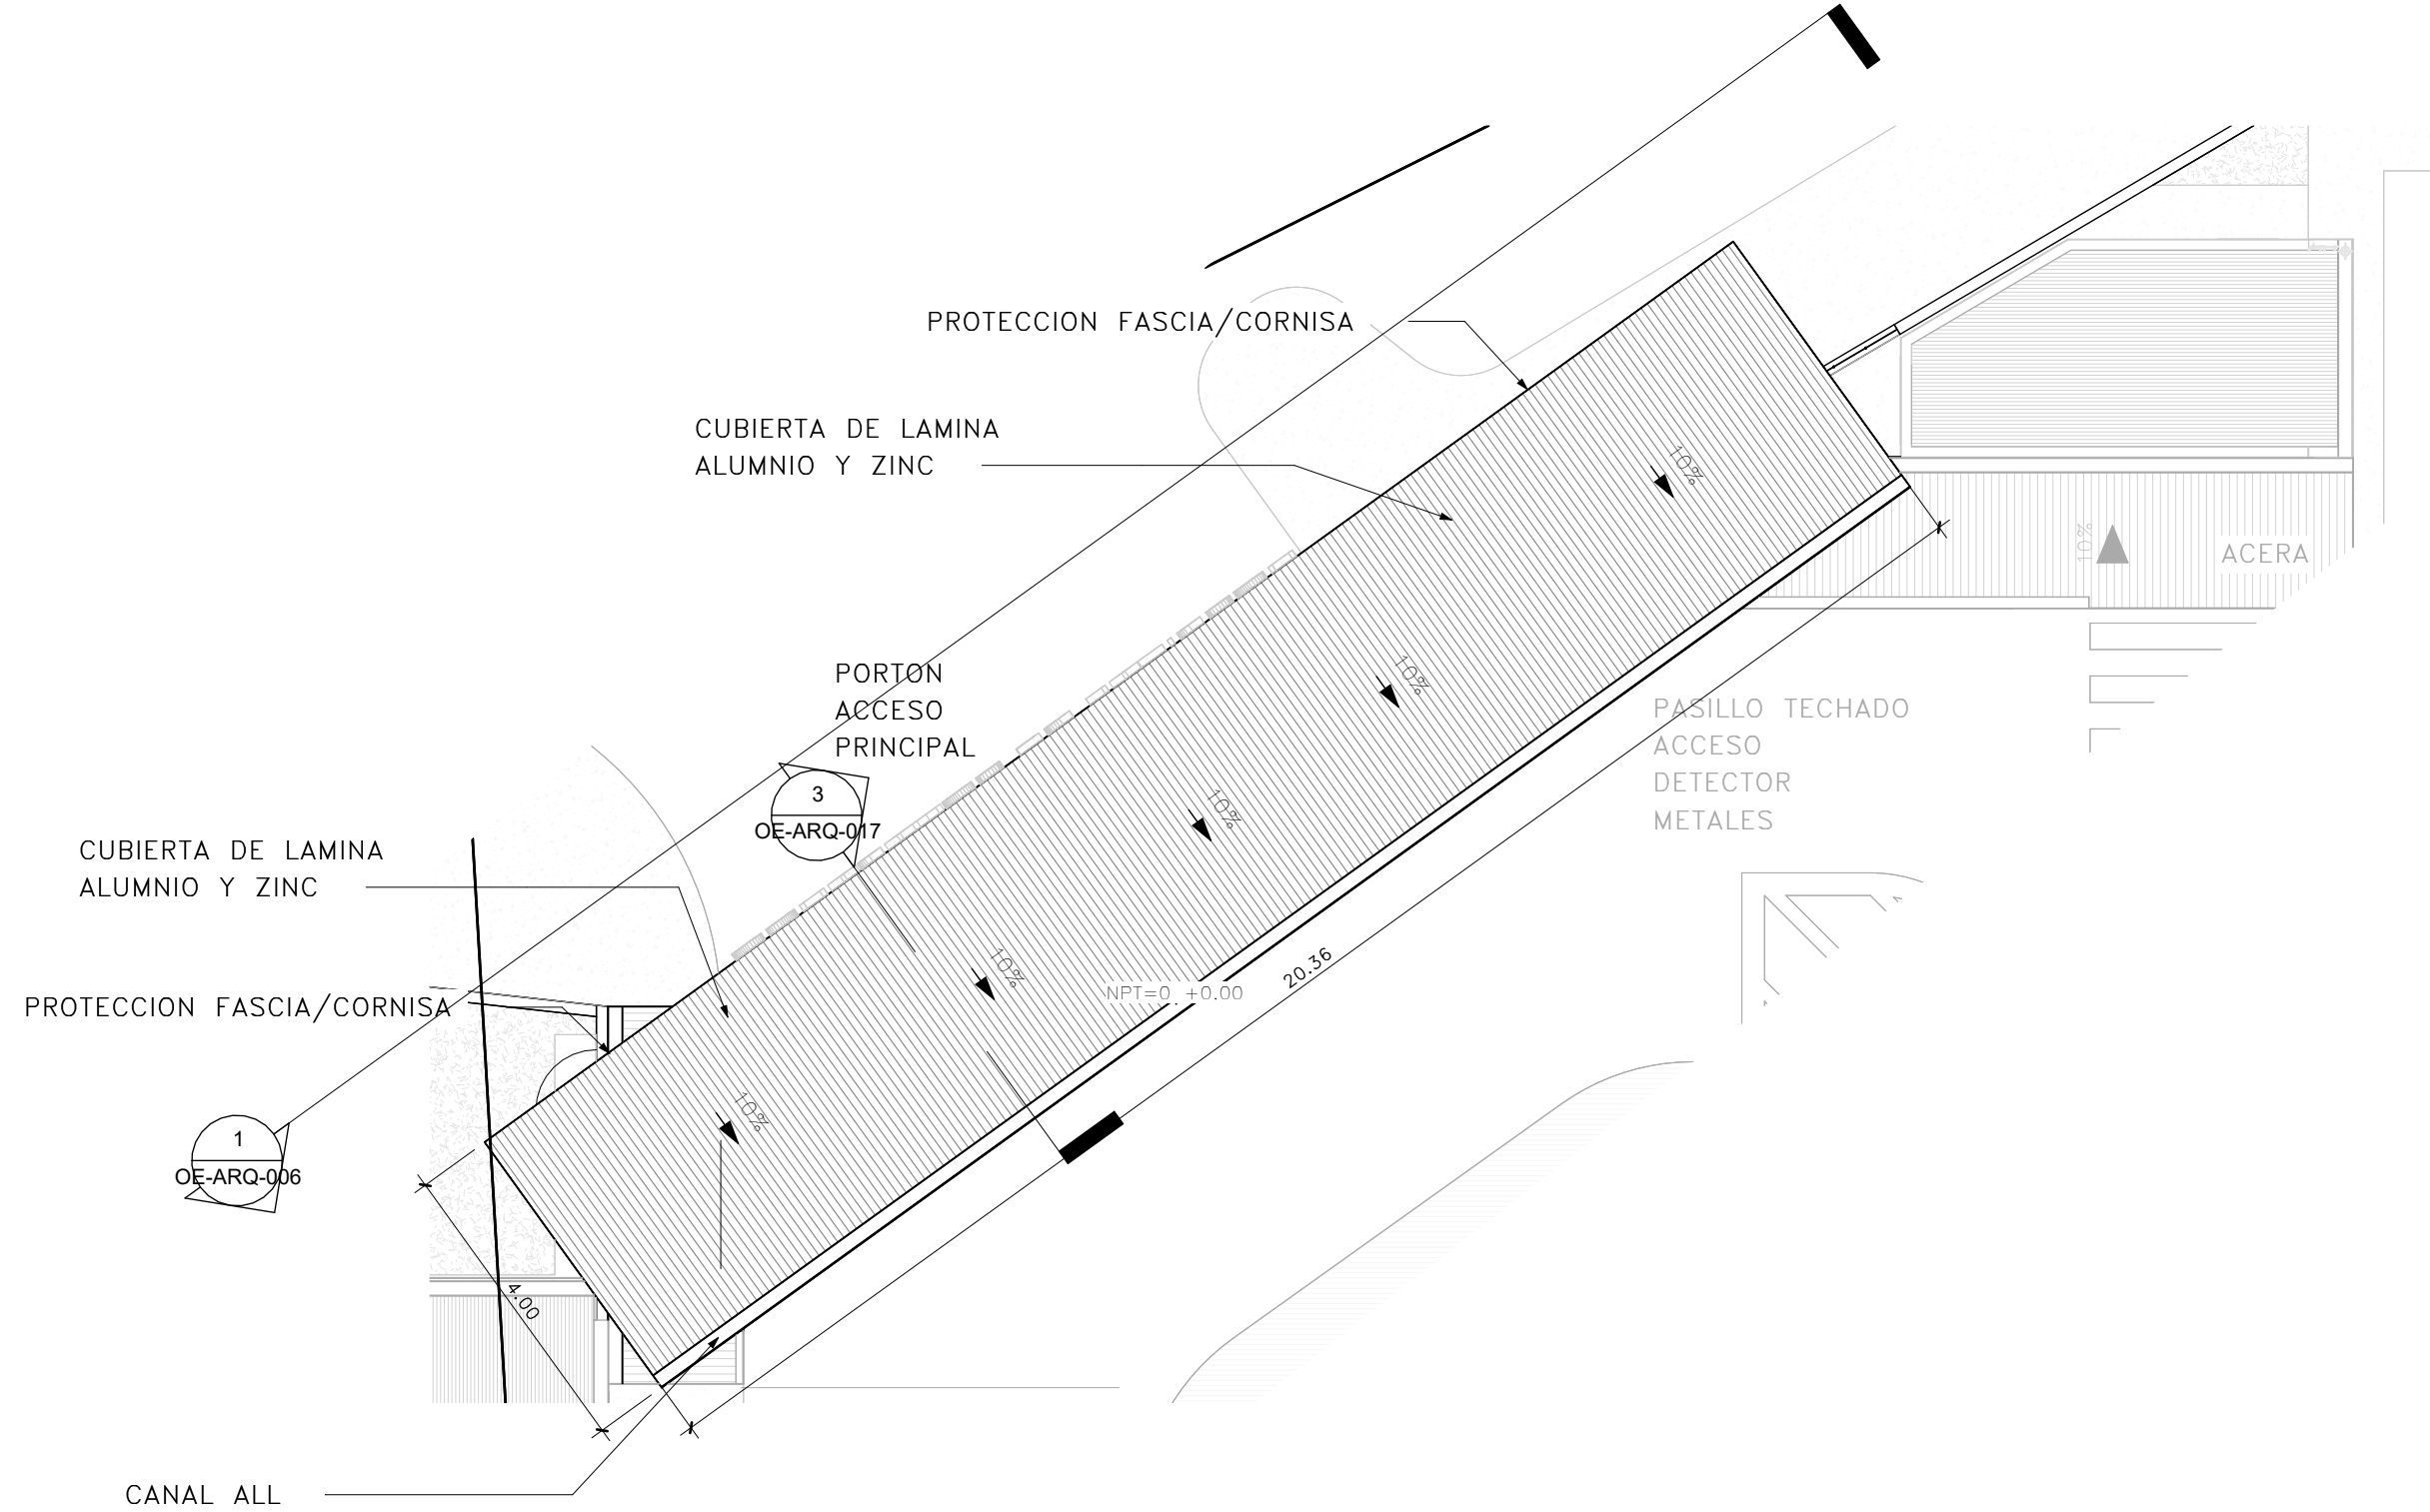 PROTECCION FASCIA/CORNISA
CUBIERTA DE LAMINA
ALUMNIO Y ZINC
10%
10%
ACERA
PORTON
ACCESO
PRINCIPAL
10%
PASILLO TECHADO
ACCESO
DETECTOR
METALES
3
OE-ARQ-017
10%
CUBIERTA DE LAMINA
ALUMNIO Y ZINC
10%
20.36
NPT=0 +0.00
PROTECCION FASCIA/CORNISA
10%
1
OE-ARQ-006
4.00
CANAL ALL